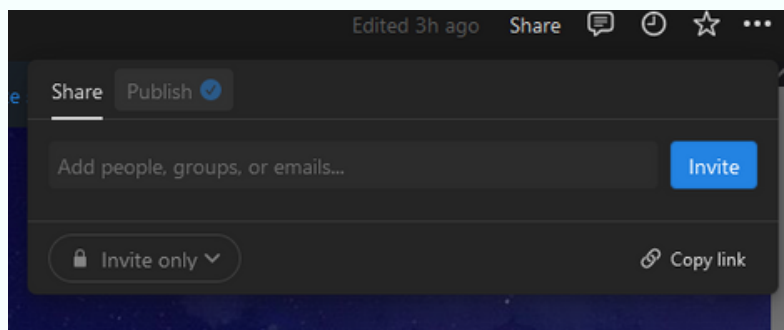 Edited 3h ago Share
e
Share Publish
Add people, groups, or emails... Invite
Invite only Copy link